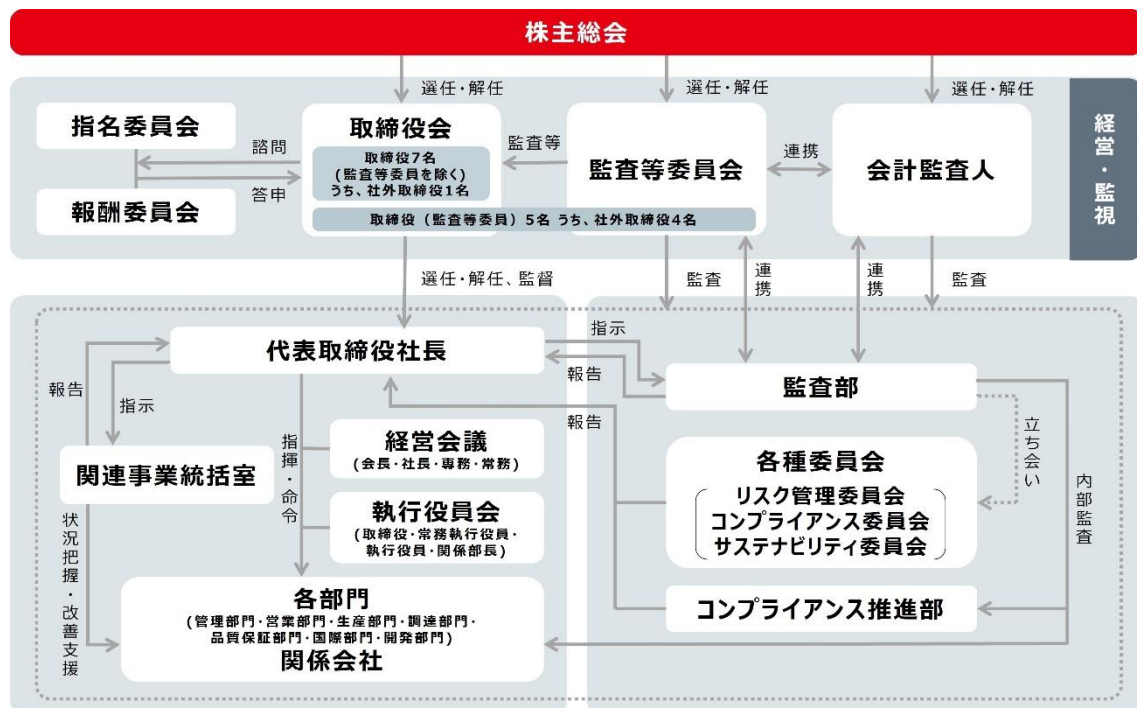 株主総会
選任・解任
選任・解任
選任・解任
経営・監視
指名委員会
報酬委員会
諮問
答申
取締役会
取締役7名
(監査等委員を除く)
うち、社外取締役1名
監査等
監査等委員会
連携
会計監査人
取締役（監査等委員）5名 うち、社外取締役4名
選任・解任、監督
監査
連携
連携
監査
代表取締役社長
指示
報告
報告
監査部
報告
指示
関連事業統括室
指揮・命令
経営会議
(会長・社長・専務・常務)
執行役員会
(取締役・常務執行役員・
執行役員・関係部長)
各種委員会
リスク管理委員会
コンプライアンス委員会
サステナビリティ委員会
立ち会い
内部監査
状況把握・改善支援
各部門
(管理部門・営業部門・生産部門・調達部門・
品質保証部門・国際部門・開発部門)
関係会社
コンプライアンス推進部